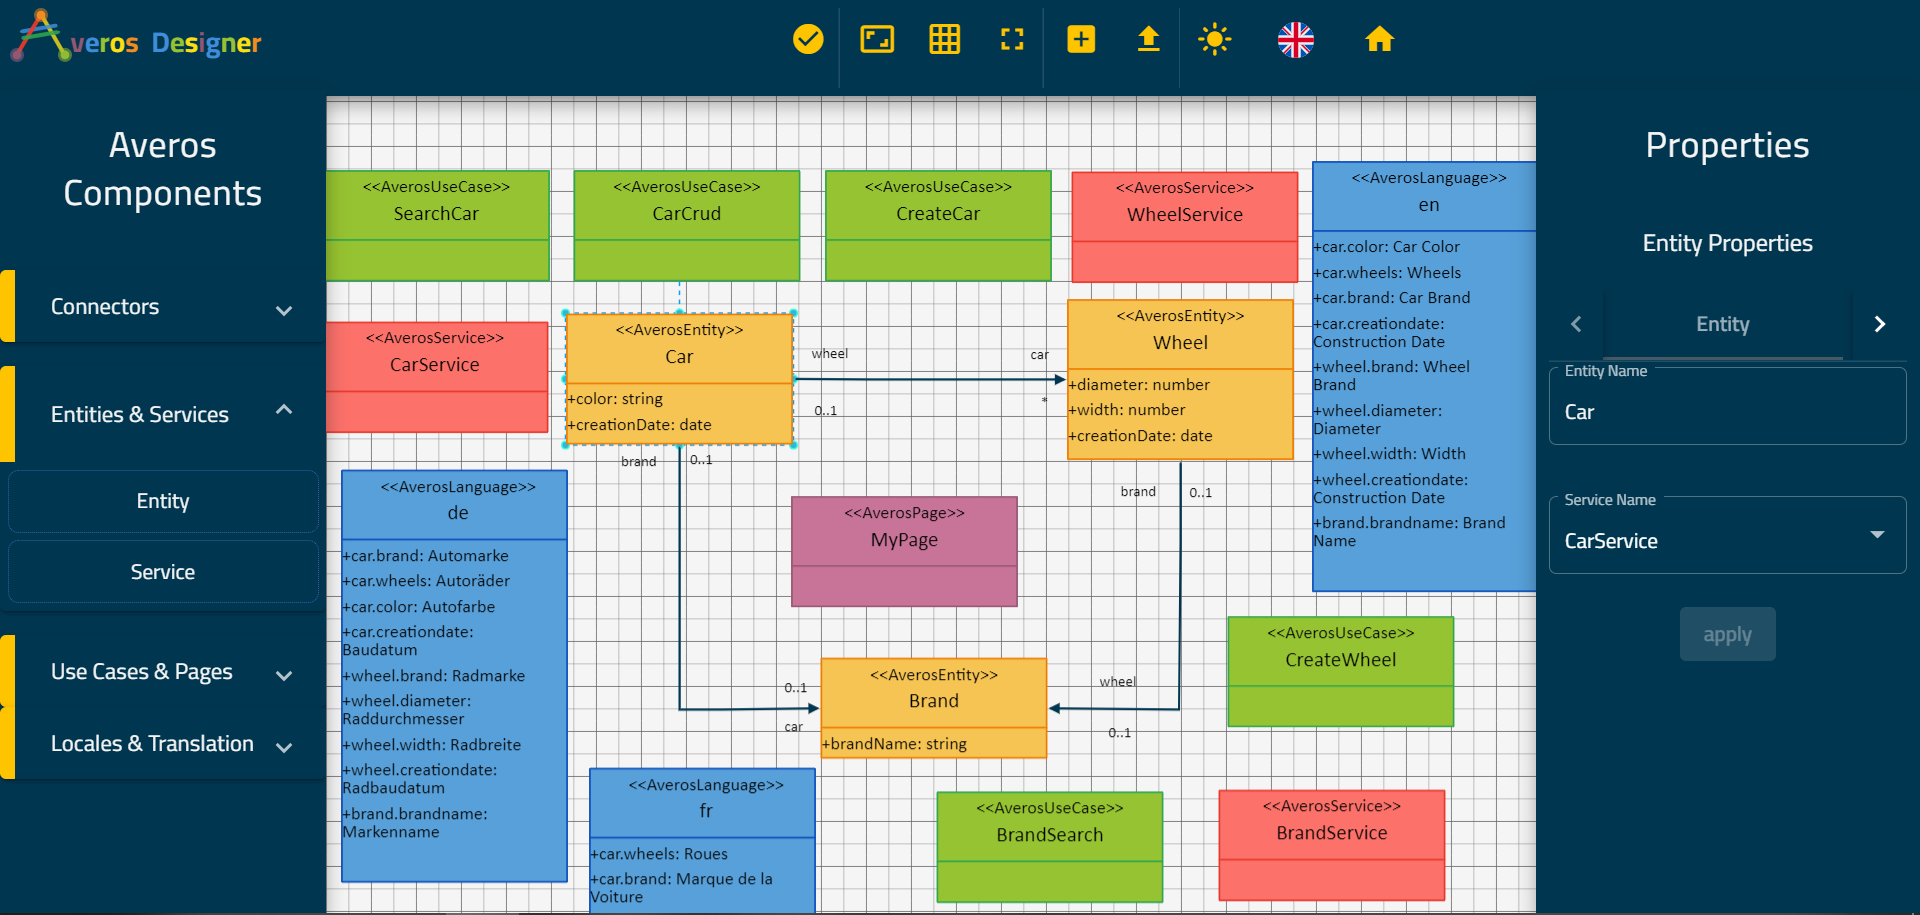 Averos Designer
Averos
Components
Connectors
Entities & Services
Entity
Service
Use Cases & Pages
Locales & Translation
<<AverosUseCase>>
SearchCar
<<AverosUseCase>>
CarCrud
<<AverosUseCase>>
CreateCar
<<AverosService>>
WheelService
<<AverosLanguage>>
en
+car.color: Car Color
+car.wheels: Wheels
+car.brand: Car Brand
+car.creationdate:
Construction Date
+wheel.brand: Wheel
Brand
+wheel.diameter:
Diameter
+wheel.width: Width
+wheel.creationdate:
Construction Date
+brand.brandname: Brand
Name
<<AverosService>>
CarService
<<AverosEntity>>
Car
+color: string
+creationDate: date
wheel
0..1
car
*
<<AverosEntity>>
Wheel
+diameter: number
+width: number
+creationDate: date
brand
0..1
brand
0..1
<<AverosLanguage>>
de
+car.brand: Automarke
+car.wheels: Autoräder
+car.color: Autofarbe
+car.creationdate:
Baudatum
+wheel.brand: Radmarke
+wheel.diameter:
Raddurchmesser
+wheel.width: Radbreite
+wheel.creationdate:
Radbaudatum
+brand.brandname:
Markenname
<<AverosPage>>
MyPage
0..1
car
<<AverosEntity>>
Brand
+brandName: string
wheel
0..1
<<AverosUseCase>>
CreateWheel
<<AverosLanguage>>
fr
+car.wheels: Roues
+car.brand: Marque de la
Voiture
<<AverosUseCase>>
BrandSearch
<<AverosService>>
BrandService
Properties
Entity Properties
Entity
Entity Name
Car
Service Name
CarService
apply